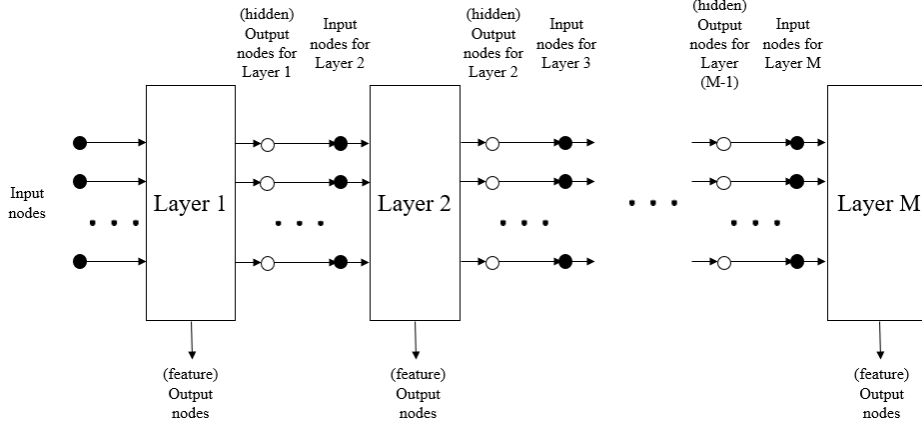 (hidden)
Output
nodes for
Layer 1
Input
nodes for
Layer 2
(hidden)
Output
nodes for
Layer 2
Input
nodes for
Layer 3
(hidden)
Output
nodes for
Layer
(M-1)
Input
nodes for
Layer M
Input
nodes
Layer 1
Layer 2
Layer M
(feature)
Output
nodes
(feature)
Output
nodes
(feature)
Output
nodes